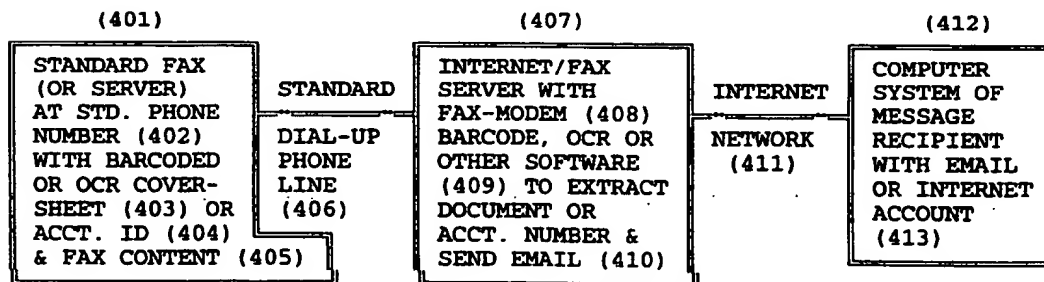 (401)
(407)
(412)
STANDARD FAX
(OR SERVER)
AT STD. PHONE
NUMBER (402)
WITH BARCODED
OR OCR COVER-
SHEET (403) OR
ACCT. ID (404)
& FAX CONTENT (405)
STANDARD
DIAL-UP
PHONE
LINE
(406)
INTERNET/FAX
SERVER WITH
FAX-MODEM (408)
BARCODE, OCR OR
OTHER SOFTWARE
(409) TO EXTRACT
DOCUMENT OR
ACCT. NUMBER &
SEND EMAIL (410)
INTERNET
NETWORK
(411)
COMPUTER
SYSTEM OF
MESSAGE
RECIPIENT
WITH EMAIL
OR INTERNET
ACCOUNT
(413)